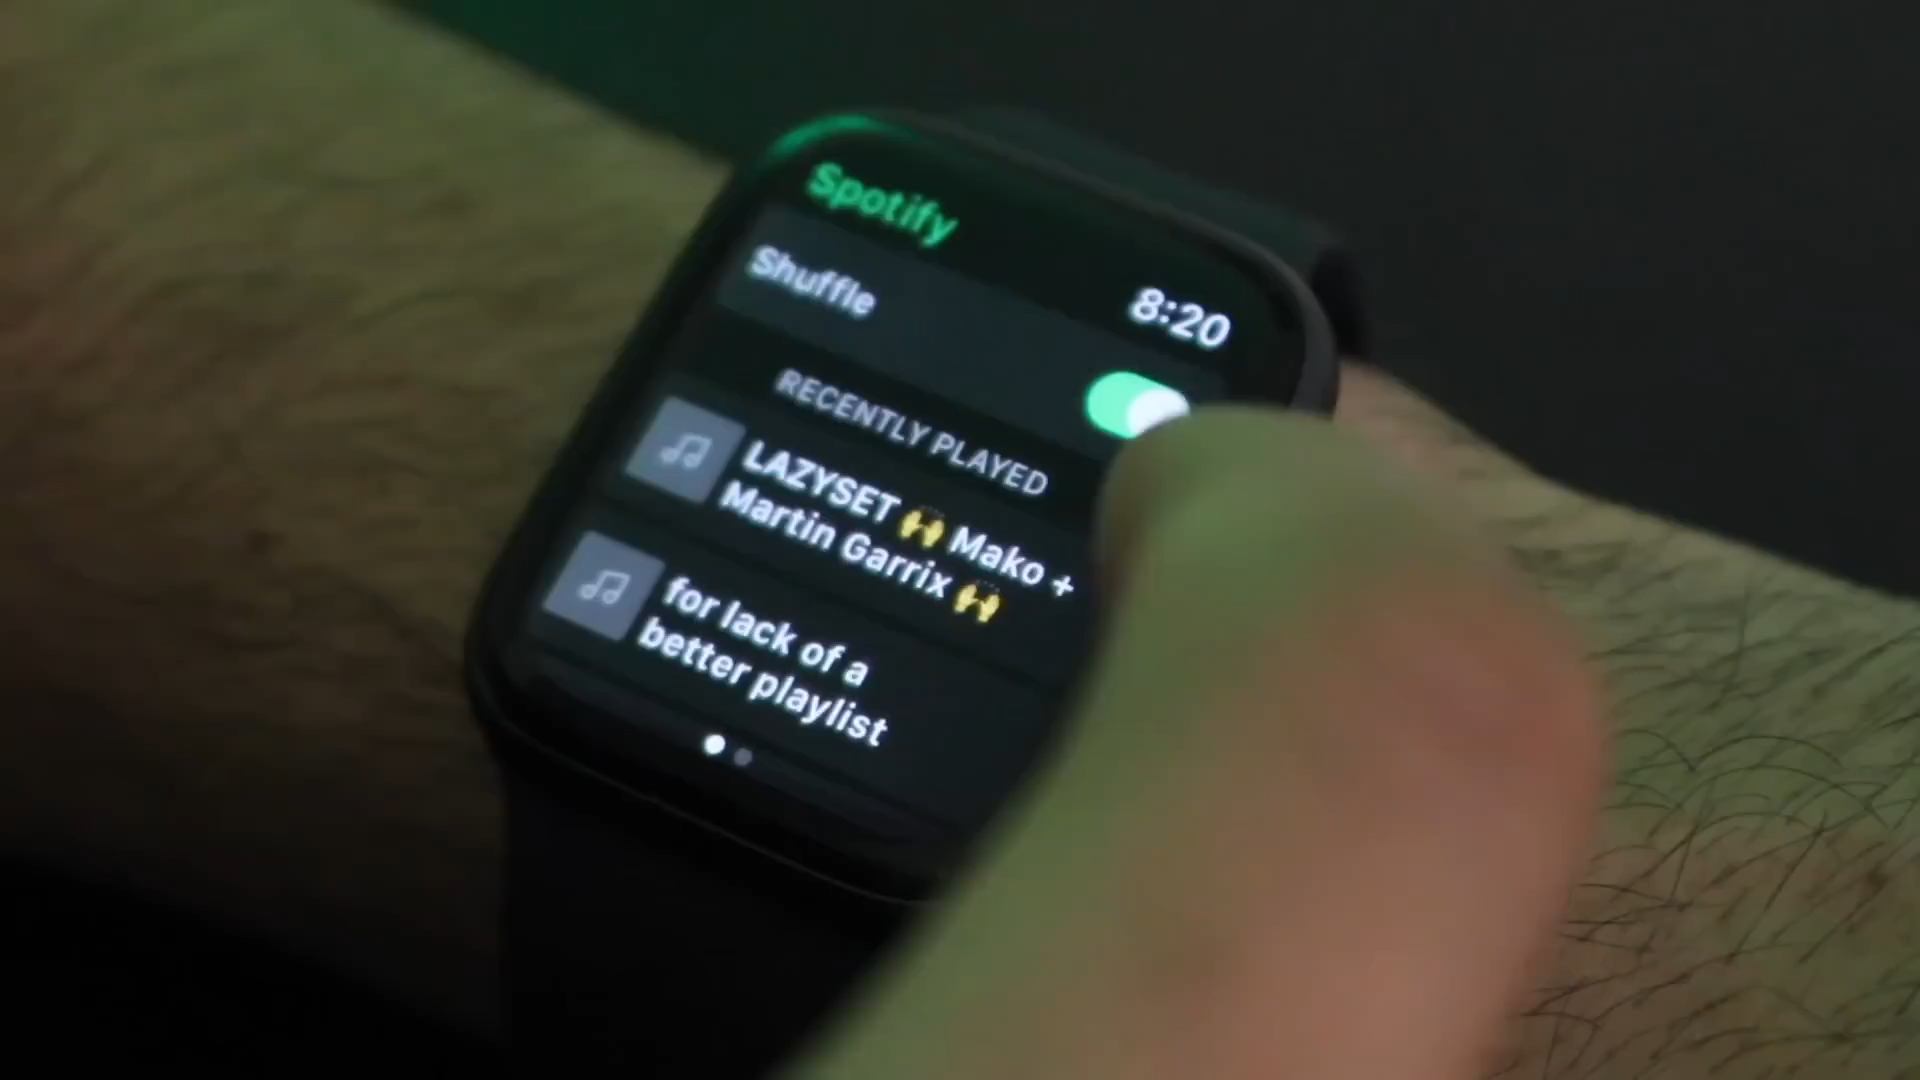 Spotify
8:20
Shuffle
RECENTLY PLAYED
LAZYSET 🙌 Mako +
Martin Garrix 🙌
for lack of a
better playlist